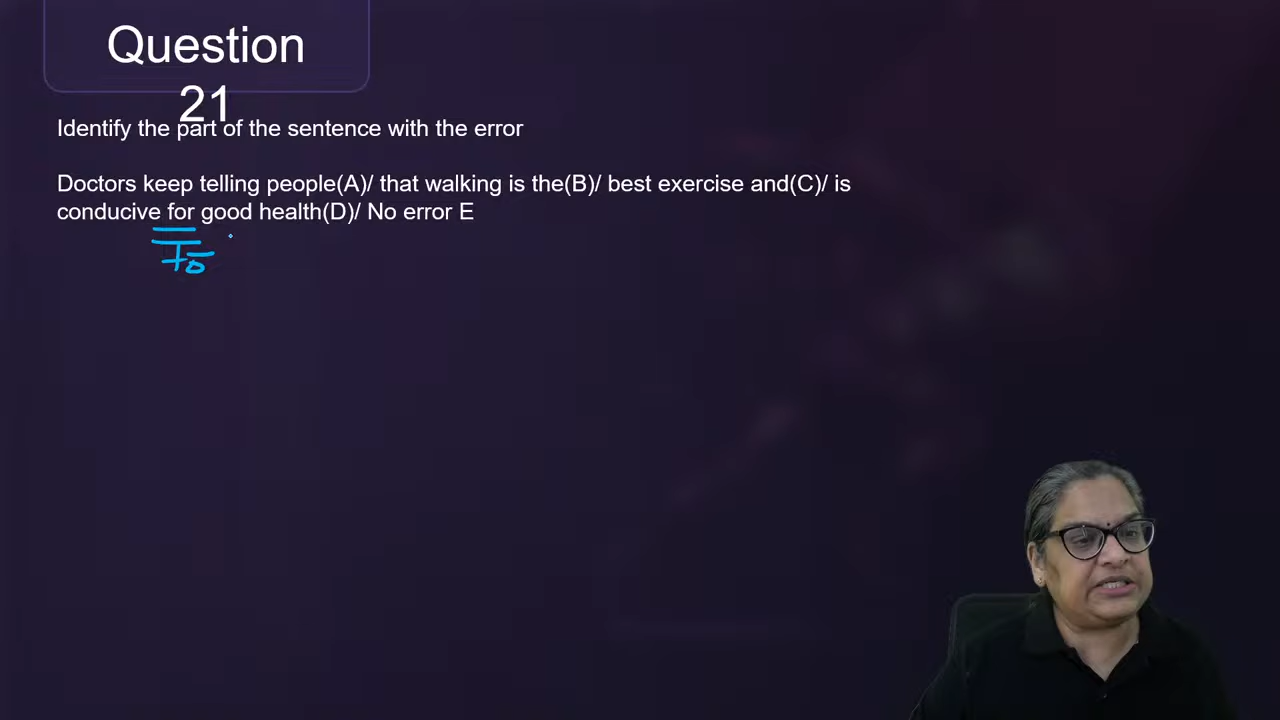 Question
21
Identify the part of the sentence with the error
Doctors keep telling people(A)/ that walking is the(B)/ best exercise and(C)/ is
conducive for good health(D)/ No error E
To